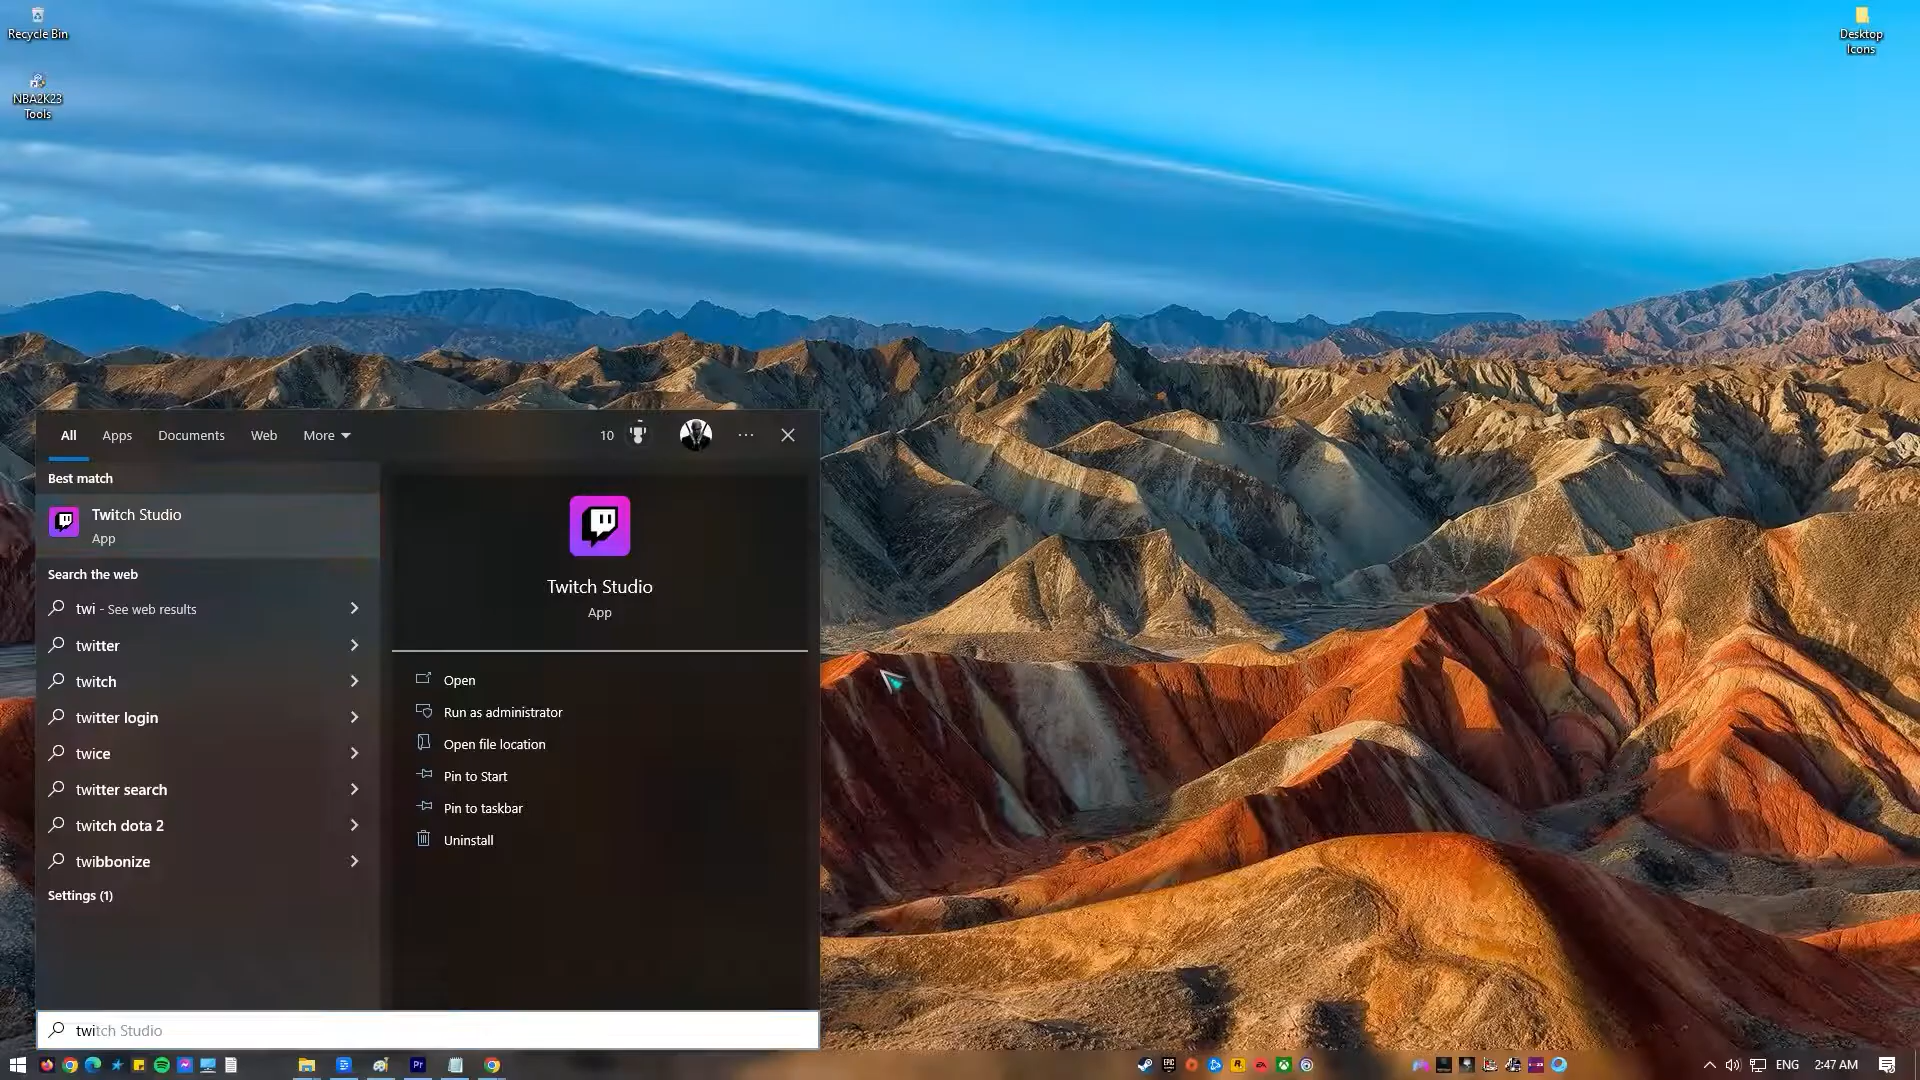 Recycle Bin
NBA2K23
Tools
Desktop
Icons
All
Apps
Documents
Web
More
10
Best match
Twitch Studio
App
Search the web
twi - See web results
twitter
twitch
twitter login
twice
twitter search
twitch dota 2
twibbonize
Settings (1)
Twitch Studio
App
Open
Run as administrator
Open file location
Pin to Start
Pin to taskbar
Uninstall
twitch Studio
Pr
EPIC
EA
ENG
2:47 AM